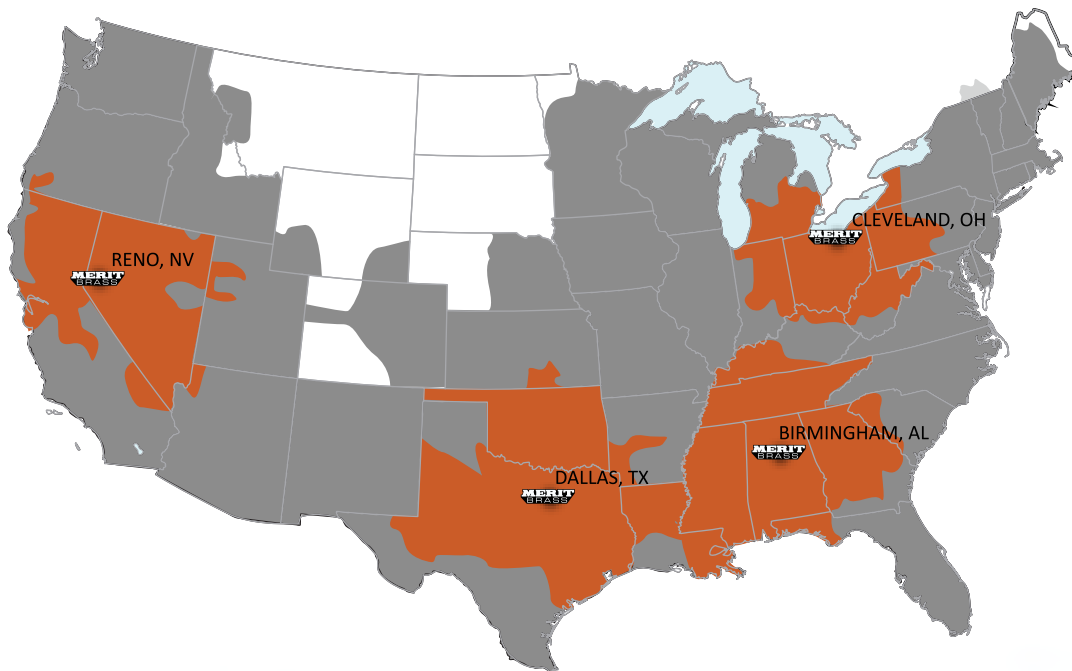 CLEVELAND, OH
MERIT
BRASS
RENO, NV
MERIT
BRASS
BIRMINGHAM, AL
MERIT
BRASS
DALLAS, TX
MERIT
BRASS